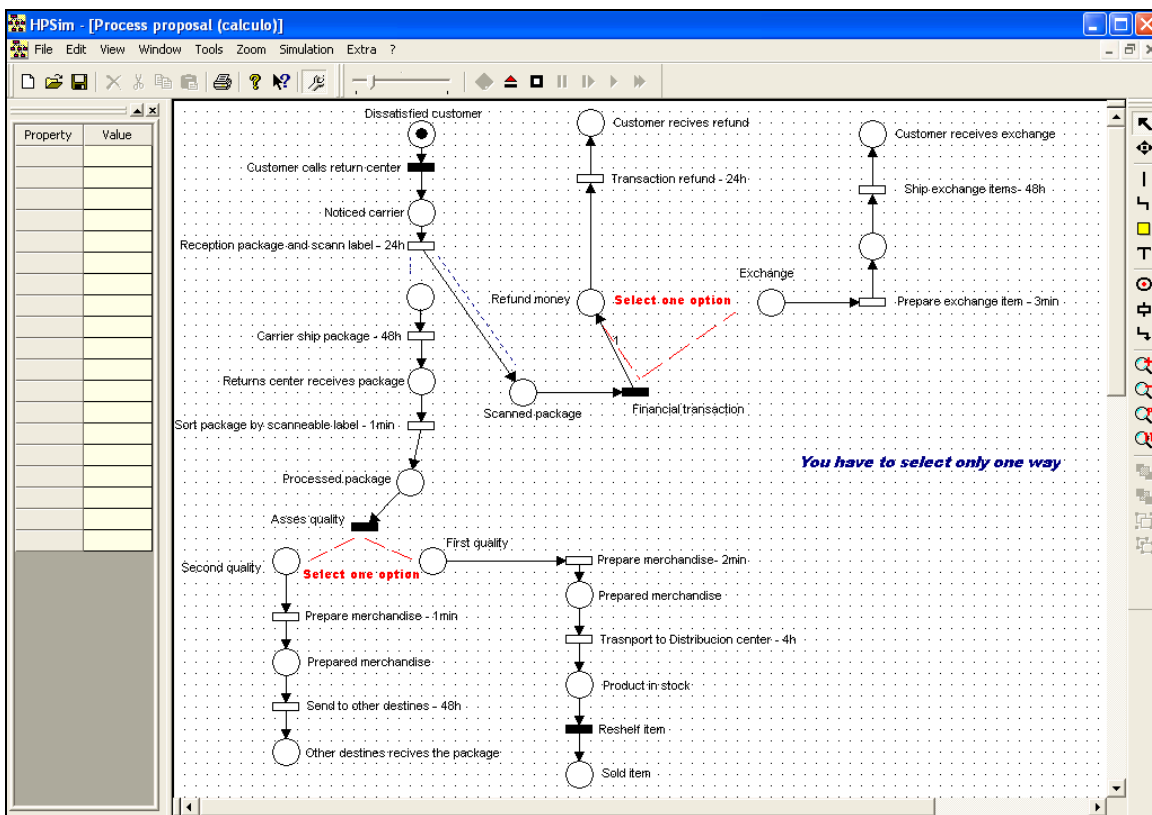 HPSim - [Process proposal (calculo)]
File Edit View Window Tools Zoom Simulation Extra ?
Property Value
Dissatisfied customer
Customer calls return center
Noticed carrier
Reception package and scann label - 24h
Carrier ship package - 48h
Returns center receives package
Sort package by scanneable label - 1min
Processed package
Asses quality
Second quality
First quality
Select one option
Prepare merchandise - 1min
Prepared merchandise
Send to other destines - 48h
Other destines recives the package
Prepare merchandise- 2min
Prepared merchandise
Trasnport to Distribucion center - 4h
Product in stock
Reshelf item
Sold item
Customer recives refund
Transaction refund - 24h
Refund money
Select one option
1
Scanned package
Financial transaction
Exchange
Customer receives exchange
Ship exchange items- 48h
Prepare exchange item - 3min
You have to select only one way